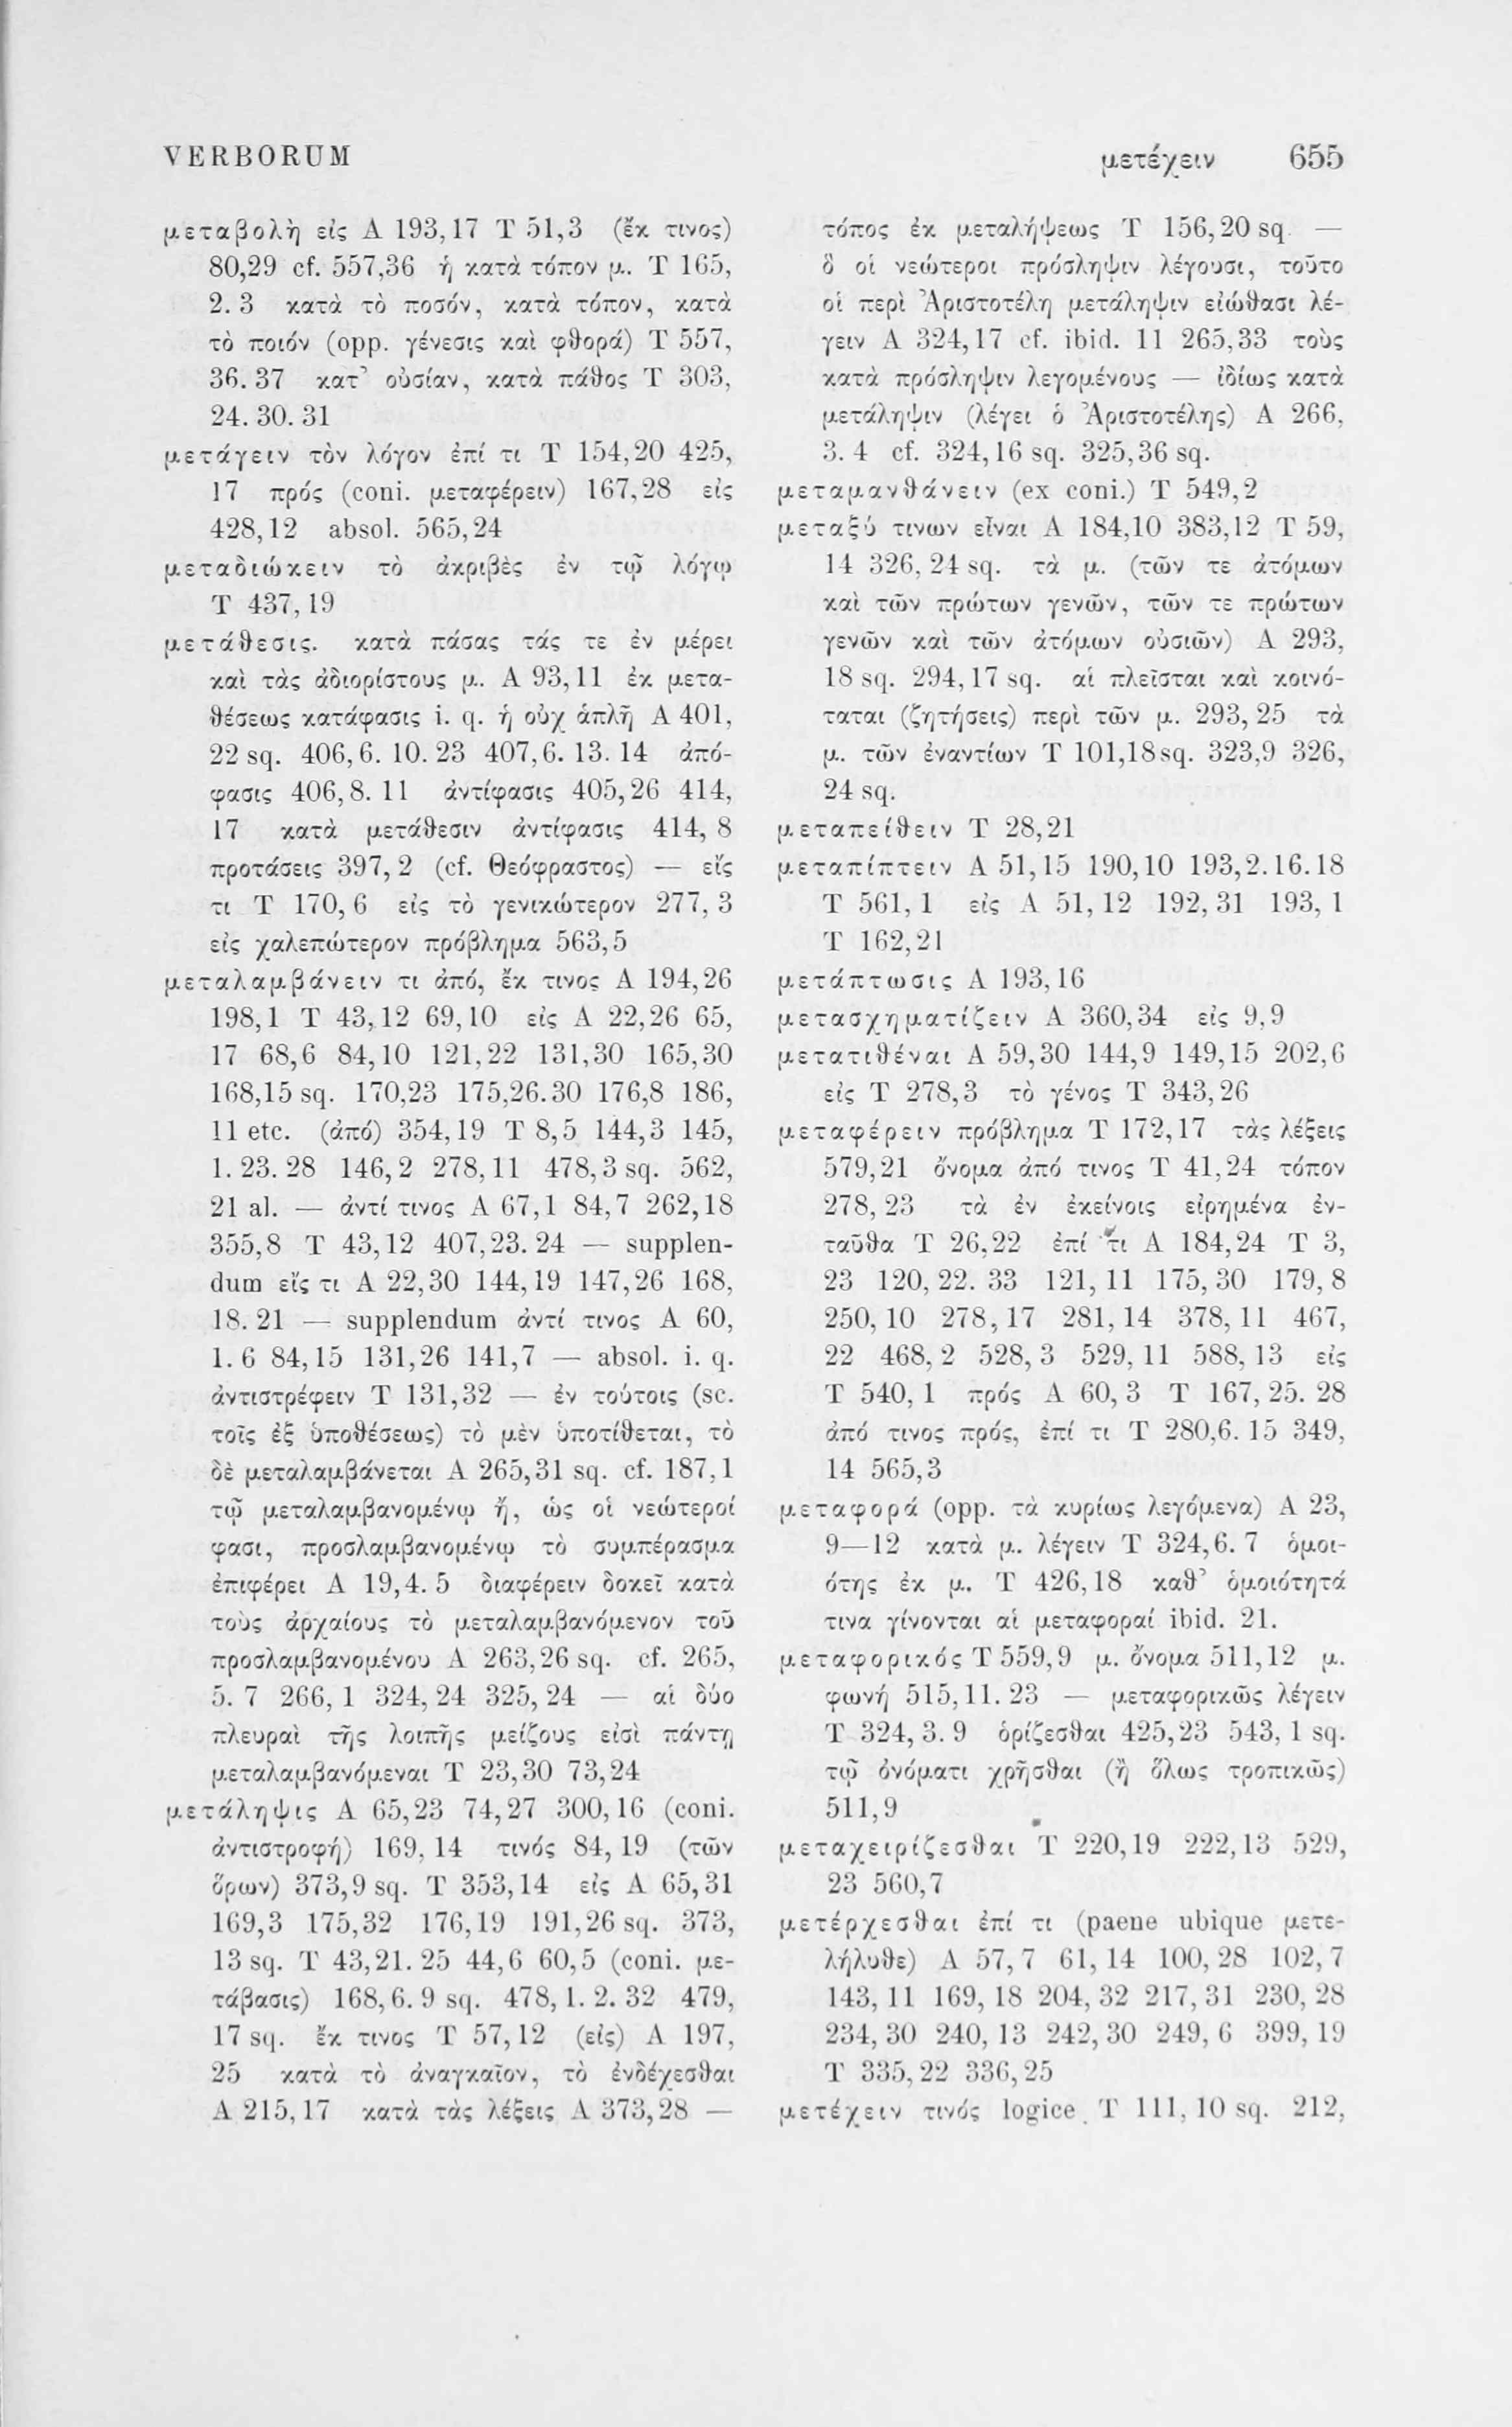 VERBORUM μετέχειν 655
μεταβολὴ εἰς A 193,17 T 51,3 (ἔκ τινος)
80,29 cf. 557,36 ἡ κατὰ τόπον μ. T 165,
2. 3 κατὰ τὸ ποσόν, κατὰ τόπον, κατὰ
τὸ ποιόν (opp. γένεσις καὶ φθορά) T 557,
36. 37 κατ' οὐσίαν, κατὰ πάθος T 303,
24. 30. 31
μετάγειν τὸν λόγον ἐπί τι T 154,20 425,
17 πρός (coni. μεταφέρειν) 167,28 εἰς
428,12 absol. 565,24
μεταδιώκειν τὸ ἀκριβὲς ἐν τῷ λόγῳ
T 437,19
μετάθεσις. κατὰ πάσας τάς τε ἐν μέρει
καὶ τὰς ἀδιορίστους μ. A 93,11 ἐκ μετα-
θέσεως κατάφασις i. q. ἡ οὐχ ἁπλῆ A 401,
22 sq. 406,6. 10. 23 407,6. 13. 14 ἀπό-
φασις 406,8. 11 ἀντίφασις 405,26 414,
17 κατὰ μετάθεσιν ἀντίφασις 414, 8
προτάσεις 397, 2 (cf. Θεόφραστος) — εἴς
τι T 170, 6 εἰς τὸ γενικώτερον 277, 3
εἰς χαλεπώτερον πρόβλημα 563,5
μεταλαμβάνειν τι ἀπό, ἔκ τινος A 194,26
198,1 T 43,12 69,10 εἰς A 22,26 65,
17 68,6 84,10 121,22 131,30 165,30
168,15 sq. 170,23 175,26.30 176,8 186,
11 etc. (ἀπό) 354,19 T 8,5 144,3 145,
1. 23. 28 146,2 278,11 478,3 sq. 562,
21 al. — ἀντί τινος A 67,1 84,7 262,18
355,8 T 43,12 407,23. 24 — supplen-
dum εἴς τι A 22,30 144,19 147,26 168,
18. 21 — supplendum ἀντί τινος A 60,
1. 6 84,15 131,26 141,7 — absol. i. q.
ἀντιστρέφειν T 131,32 — ἐν τούτοις (sc.
τοῖς ἐξ ὑποθέσεως) τὸ μὲν ὑποτίθεται, τὸ
δὲ μεταλαμβάνεται A 265,31 sq. cf. 187,1
τῷ μεταλαμβανομένῳ ἤ, ὡς οἱ νεώτεροί
φασι, προσλαμβανομένῳ τὸ συμπέρασμα
ἐπιφέρει A 19,4. 5 διαφέρειν δοκεῖ κατὰ
τοὺς ἀρχαίους τὸ μεταλαμβανόμενον τοῦ
προσλαμβανομένου A 263,26 sq. cf. 265,
5. 7 266, 1 324, 24 325, 24 — αἱ δύο
πλευραὶ τῆς λοιπῆς μείζους εἰσὶ πάντῃ
μεταλαμβανόμεναι T 23,30 73,24
μετάληψις A 65,23 74,27 300,16 (coni.
ἀντιστροφή) 169, 14 τινός 84, 19 (τῶν
ὅρων) 373,9 sq. T 353,14 εἰς A 65,31
169,3 175,32 176,19 191,26 sq. 373,
13 sq. T 43,21. 25 44,6 60,5 (coni. με-
τάβασις) 168, 6. 9 sq. 478, 1. 2. 32 479,
17 sq. ἔκ τινος T 57,12 (εἰς) A 197,
25 κατὰ τὸ ἀναγκαῖον, τὸ ἐνδέχεσθαι
A 215,17 κατὰ τὰς λέξεις A 373,28 —
τόπος ἐκ μεταλήψεως T 156,20 sq. —
ὃ οἱ νεώτεροι πρόσληψιν λέγουσι, τοῦτο
οἱ περὶ Ἀριστοτέλη μετάληψιν εἰώθασι λέ-
γειν A 324,17 cf. ibid. 11 265,33 τοὺς
κατὰ πρόσληψιν λεγομένους — ἰδίως κατὰ
μετάληψιν (λέγει ὁ Ἀριστοτέλης) A 266,
3. 4 cf. 324,16 sq. 325,36 sq.
μεταμανθάνειν (ex coni.) T 549,2
μεταξύ τινων εἶναι A 184,10 383,12 T 59,
14 326, 24 sq. τὰ μ. (τῶν τε ἀτόμων
καὶ τῶν πρώτων γενῶν, τῶν τε πρώτων
γενῶν καὶ τῶν ἀτόμων οὐσιῶν) A 293,
18 sq. 294,17 sq. αἱ πλεῖσται καὶ κοινό-
ταται (ζητήσεις) περὶ τῶν μ. 293, 25 τὰ
μ. τῶν ἐναντίων T 101,18sq. 323,9 326,
24 sq.
μεταπείθειν T 28,21
μεταπίπτειν A 51,15 190,10 193,2.16.18
T 561, 1 εἰς A 51, 12 192, 31 193, 1
T 162,21
μετάπτωσις A 193,16
μετασχηματίζειν A 360,34 εἰς 9,9
μετατιθέναι A 59,30 144,9 149,15 202,6
εἰς T 278,3 τὸ γένος T 343,26
μεταφέρειν πρόβλημα T 172,17 τὰς λέξεις
579,21 ὄνομα ἀπό τινος T 41,24 τόπον
278, 23 τὰ ἐν ἐκείνοις εἰρημένα ἐν-
ταῦθα T 26,22 ἐπί τι A 184,24 T 3,
23 120, 22. 33 121, 11 175, 30 179, 8
250, 10 278, 17 281, 14 378, 11 467,
22 468, 2 528, 3 529, 11 588, 13 εἰς
T 540, 1 πρός A 60, 3 T 167, 25. 28
ἀπό τινος πρός, ἐπί τι T 280,6. 15 349,
14 565,3
μεταφορά (opp. τὰ κυρίως λεγόμενα) A 23,
9—12 κατὰ μ. λέγειν T 324,6. 7 ὁμοι-
ότης ἐκ μ. T 426,18 καθ' ὁμοιότητά
τινα γίνονται αἱ μεταφοραί ibid. 21.
μεταφορικός T 559,9 μ. ὄνομα 511,12 μ.
φωνή 515,11. 23 — μεταφορικῶς λέγειν
T 324, 3. 9 ὁρίζεσθαι 425,23 543, 1 sq.
τῷ ὀνόματι χρῆσθαι (ἢ ὅλως τροπικῶς)
511,9
μεταχειρίζεσθαι T 220,19 222,13 529,
23 560,7
μετέρχεσθαι ἐπί τι (paene ubique μετε-
λήλυθε) A 57, 7 61, 14 100, 28 102, 7
143, 11 169, 18 204, 32 217, 31 230, 28
234, 30 240, 13 242, 30 249, 6 399, 19
T 335, 22 336, 25
μετέχειν τινός logice T 111, 10 sq. 212,